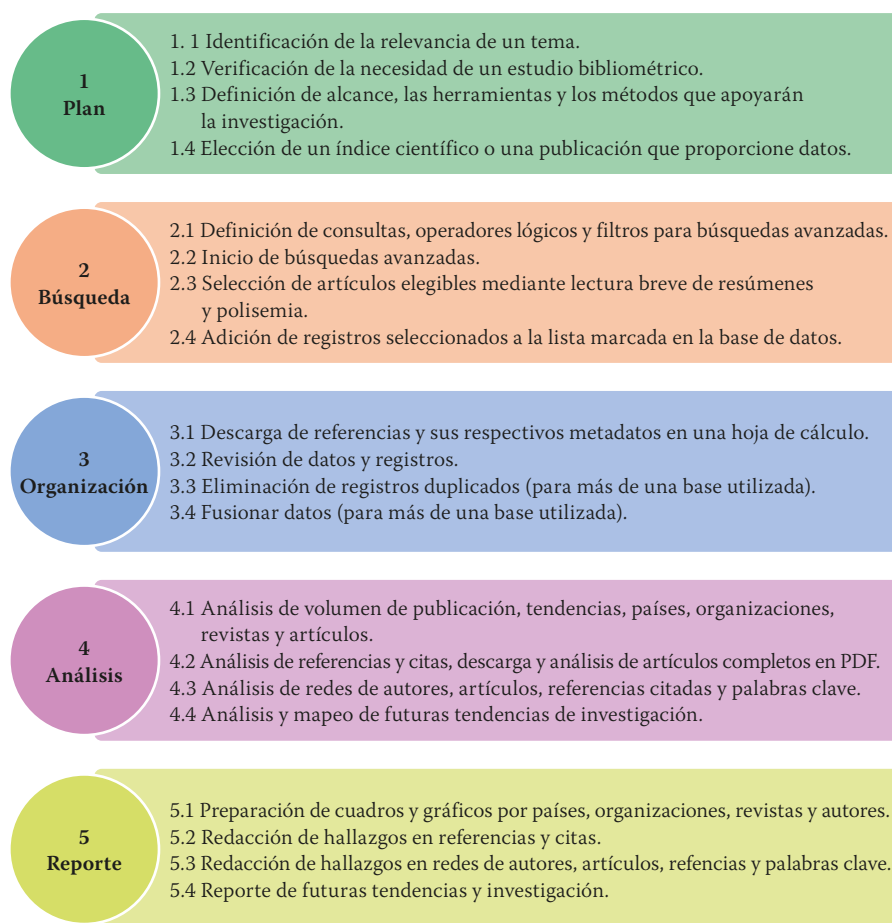 1
Plan
1. 1 Identificación de la relevancia de un tema.
1.2 Verificación de la necesidad de un estudio bibliométrico.
1.3 Definición de alcance, las herramientas y los métodos que apoyarán
la investigación.
1.4 Elección de un índice científico o una publicación que proporcione datos.
2
Búsqueda
2.1 Definición de consultas, operadores lógicos y filtros para búsquedas avanzadas.
2.2 Inicio de búsquedas avanzadas.
2.3 Selección de artículos elegibles mediante lectura breve de resúmenes
y polisemia.
2.4 Adición de registros seleccionados a la lista marcada en la base de datos.
3
Organización
3.1 Descarga de referencias y sus respectivos metadatos en una hoja de cálculo.
3.2 Revisión de datos y registros.
3.3 Eliminación de registros duplicados (para más de una base utilizada).
3.4 Fusionar datos (para más de una base utilizada).
4
Análisis
4.1 Análisis de volumen de publicación, tendencias, países, organizaciones,
revistas y artículos.
4.2 Análisis de referencias y citas, descarga y análisis de artículos completos en PDF.
4.3 Análisis de redes de autores, artículos, referencias citadas y palabras clave.
4.4 Análisis y mapeo de futuras tendencias de investigación.
5
Reporte
5.1 Preparación de cuadros y gráficos por países, organizaciones, revistas y autores.
5.2 Redacción de hallazgos en referencias y citas.
5.3 Redacción de hallazgos en redes de autores, artículos, refencias y palabras clave.
5.4 Reporte de futuras tendencias y investigación.